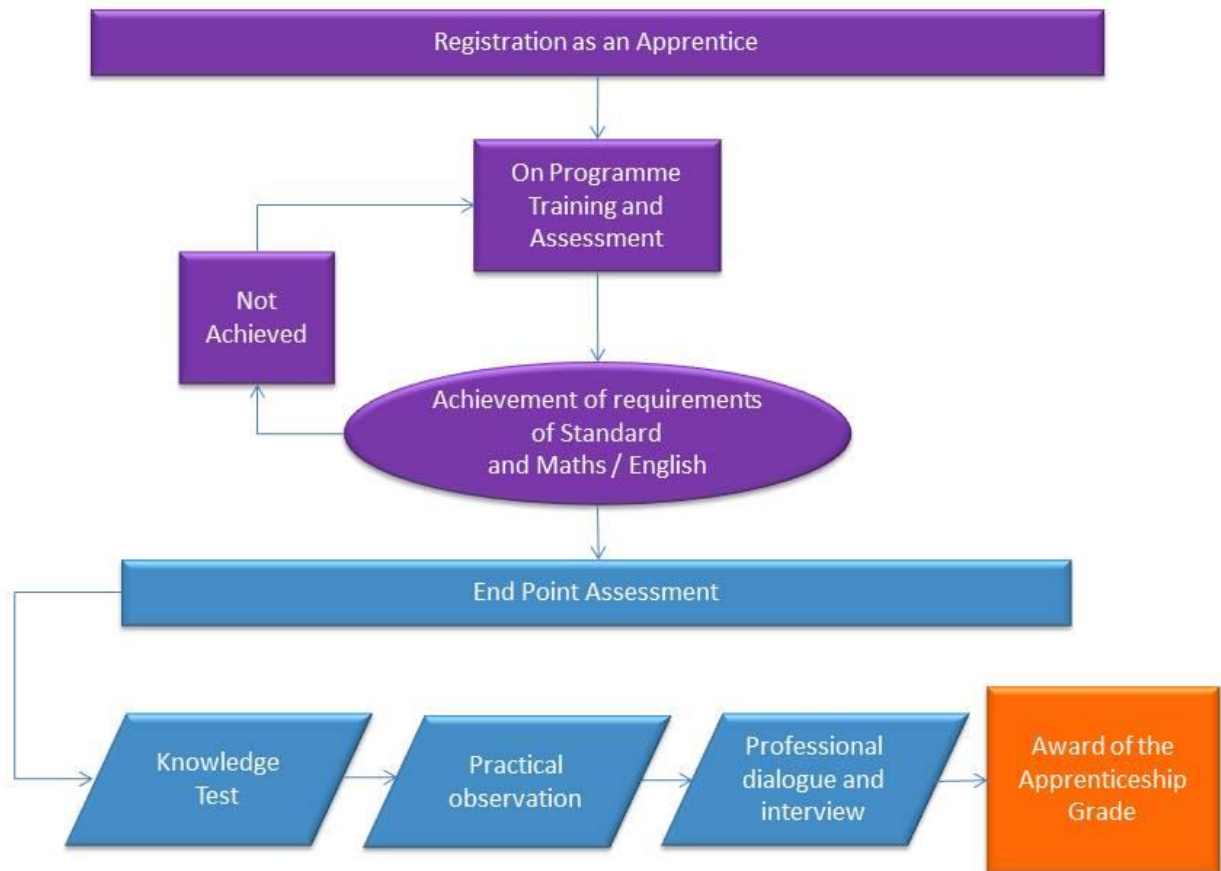 Registration as an Apprentice
On Programme
Training and
Assessment
Not
Achieved
Achievement of requirements
of Standard
and Maths / English
End Point Assessment
Knowledge
Test
Practical
observation
Professional
dialogue and
interview
Award of the
Apprenticeship
Grade